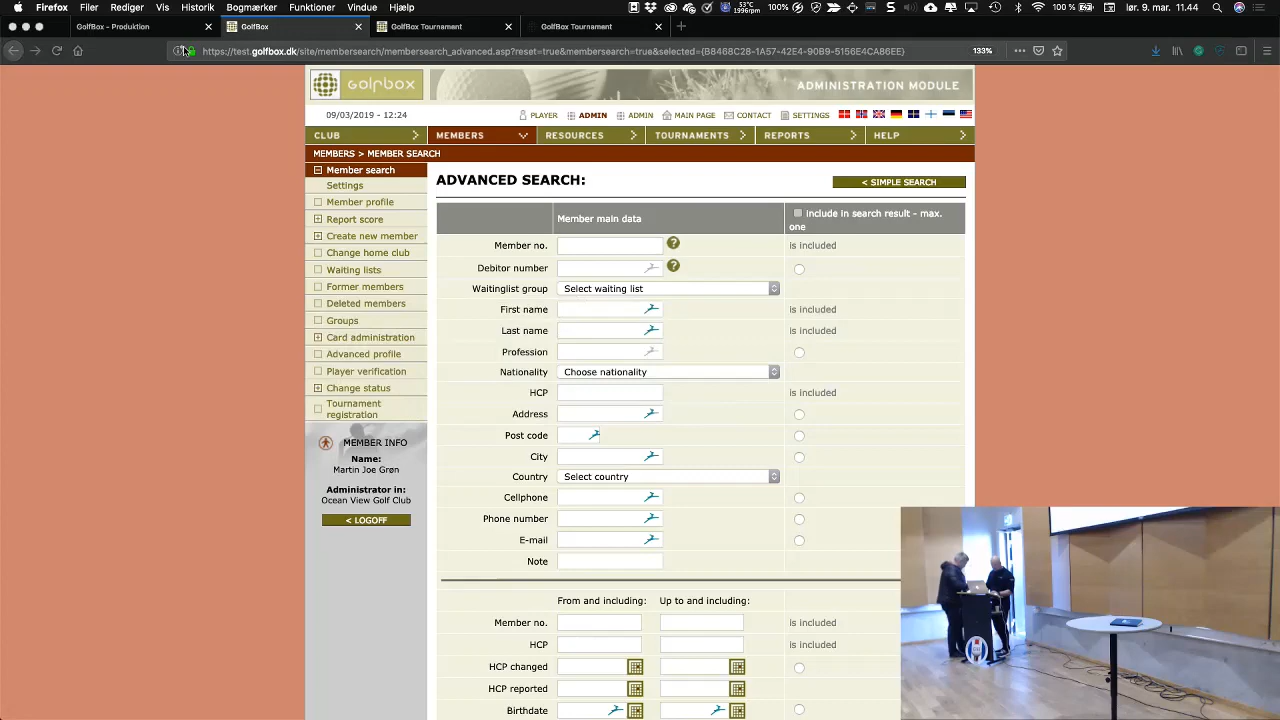 Firefox Filer Rediger Vis Historik Bogmærker Funktioner Vindue Hjælp
1996rpm 100% 100% lør. 9. mar. 11.44
GolfBox - Produktion GolfBox GolfBox Tournament GolfBox Tournament
https://test.golfbox.dk/site/membersearch/membersearch_advanced.asp?reset=true&membersearch=true&selected={B8468C28-1A57-42E4-90B9-5156E4CA6EE} 133%
GOLFBOX
ADMINISTRATION MODULE
09/03/2019 - 12:24 PLAYER ADMIN ADMIN MAIN PAGE CONTACT SETTINGS
CLUB MEMBERS RESOURCES TOURNAMENTS REPORTS HELP
MEMBERS > MEMBER SEARCH
Member search
Settings
Member profile
Report score
Create new member
Change home club
Waiting lists
Former members
Deleted members
Groups
Card administration
Advanced profile
Player verification
Change status
Tournament
registration
MEMBER INFO
Name:
Martin Joe Grøn
Administrator in:
Ocean View Golf Club
< LOGOFF
ADVANCED SEARCH:
< SIMPLE SEARCH
Member main data
include in search result - max.
one
Member no. ? is included
Debitor number ?
Waitinglist group Select waiting list
First name is included
Last name is included
Profession
Nationality Choose nationality
HCP is included
Address
Post code
City
Country Select country
Cellphone
Phone number
E-mail
Note
From and including: Up to and including:
Member no. is included
HCP is included
HCP changed
HCP reported
Birthdate